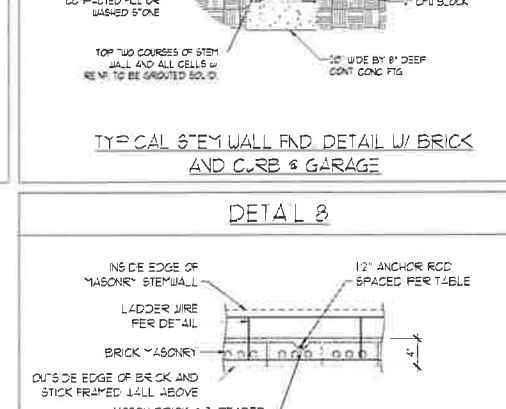 WASHED STONE
TOP TWO COURSES OF STEM
WALL AND ALL CELLS W/
REINF. TO BE GROUTED SOLID.
20" WIDE BY 8" DEEP
CONT CONC FTG
TYPICAL STEM WALL FND. DETAIL W/ BRICK
AND CURB @ GARAGE
DETAIL 8
INSIDE EDGE OF
MASONRY STEMWALL
LADDER WIRE
PER DETAIL
BRICK MASONRY
OUTSIDE EDGE OF BRICK AND
STICK FRAMED WALL ABOVE
1/2" ANCHOR ROD
SPACED PER TABLE
4"